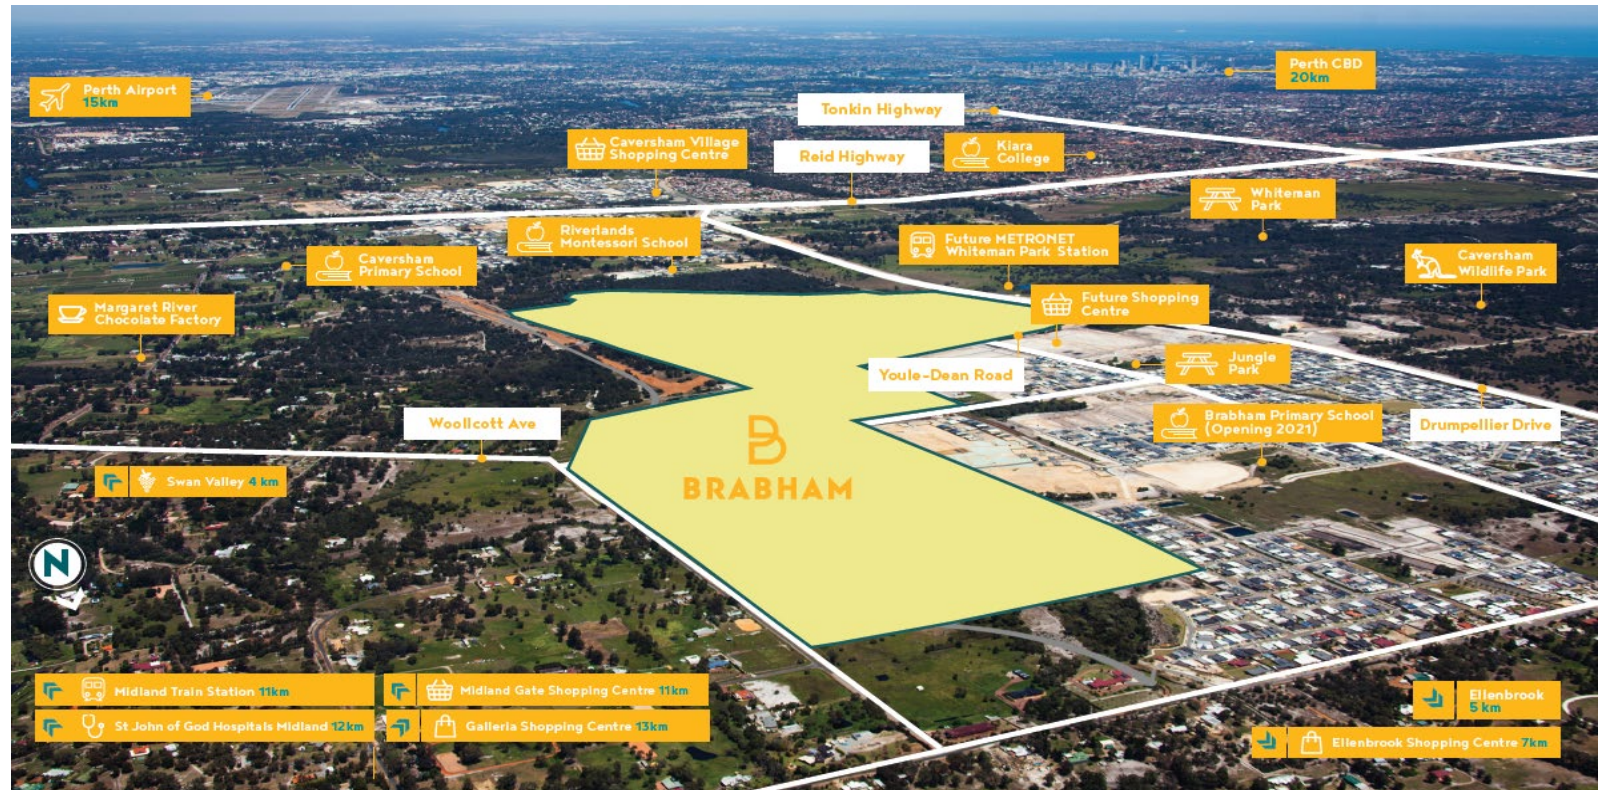 Perth Airport
15km
Perth CBD
20km
Tonkin Highway
Caversham Village
Shopping Centre
Reid Highway
Kiara
College
Whiteman
Park
Riverlands
Montessori School
Future METRONET
Whiteman Park Station
Caversham
Primary School
Caversham
Wildlife Park
Margaret River
Chocolate Factory
Future Shopping
Centre
Jungle
Park
Youle-Dean Road
Woollcott Ave
Brabham Primary School
(Opening 2021)
Drumpellier Drive
B
BRABHAM
Swan Valley 4 km
N
Midland Train Station 11km
Midland Gate Shopping Centre 11km
St John of God Hospitals Midland 12km
Galleria Shopping Centre 13km
Ellenbrook
5 km
Ellenbrook Shopping Centre 7km